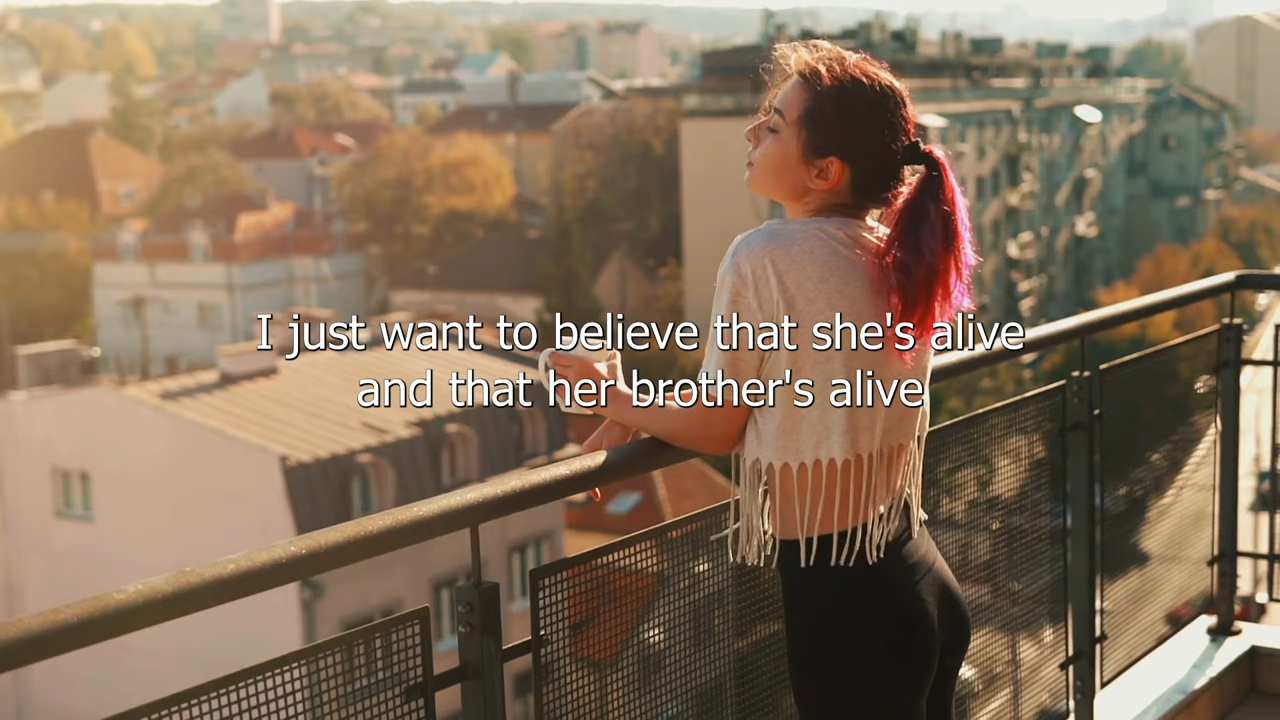 I just want to believe that she's alive
and that her brother's alive